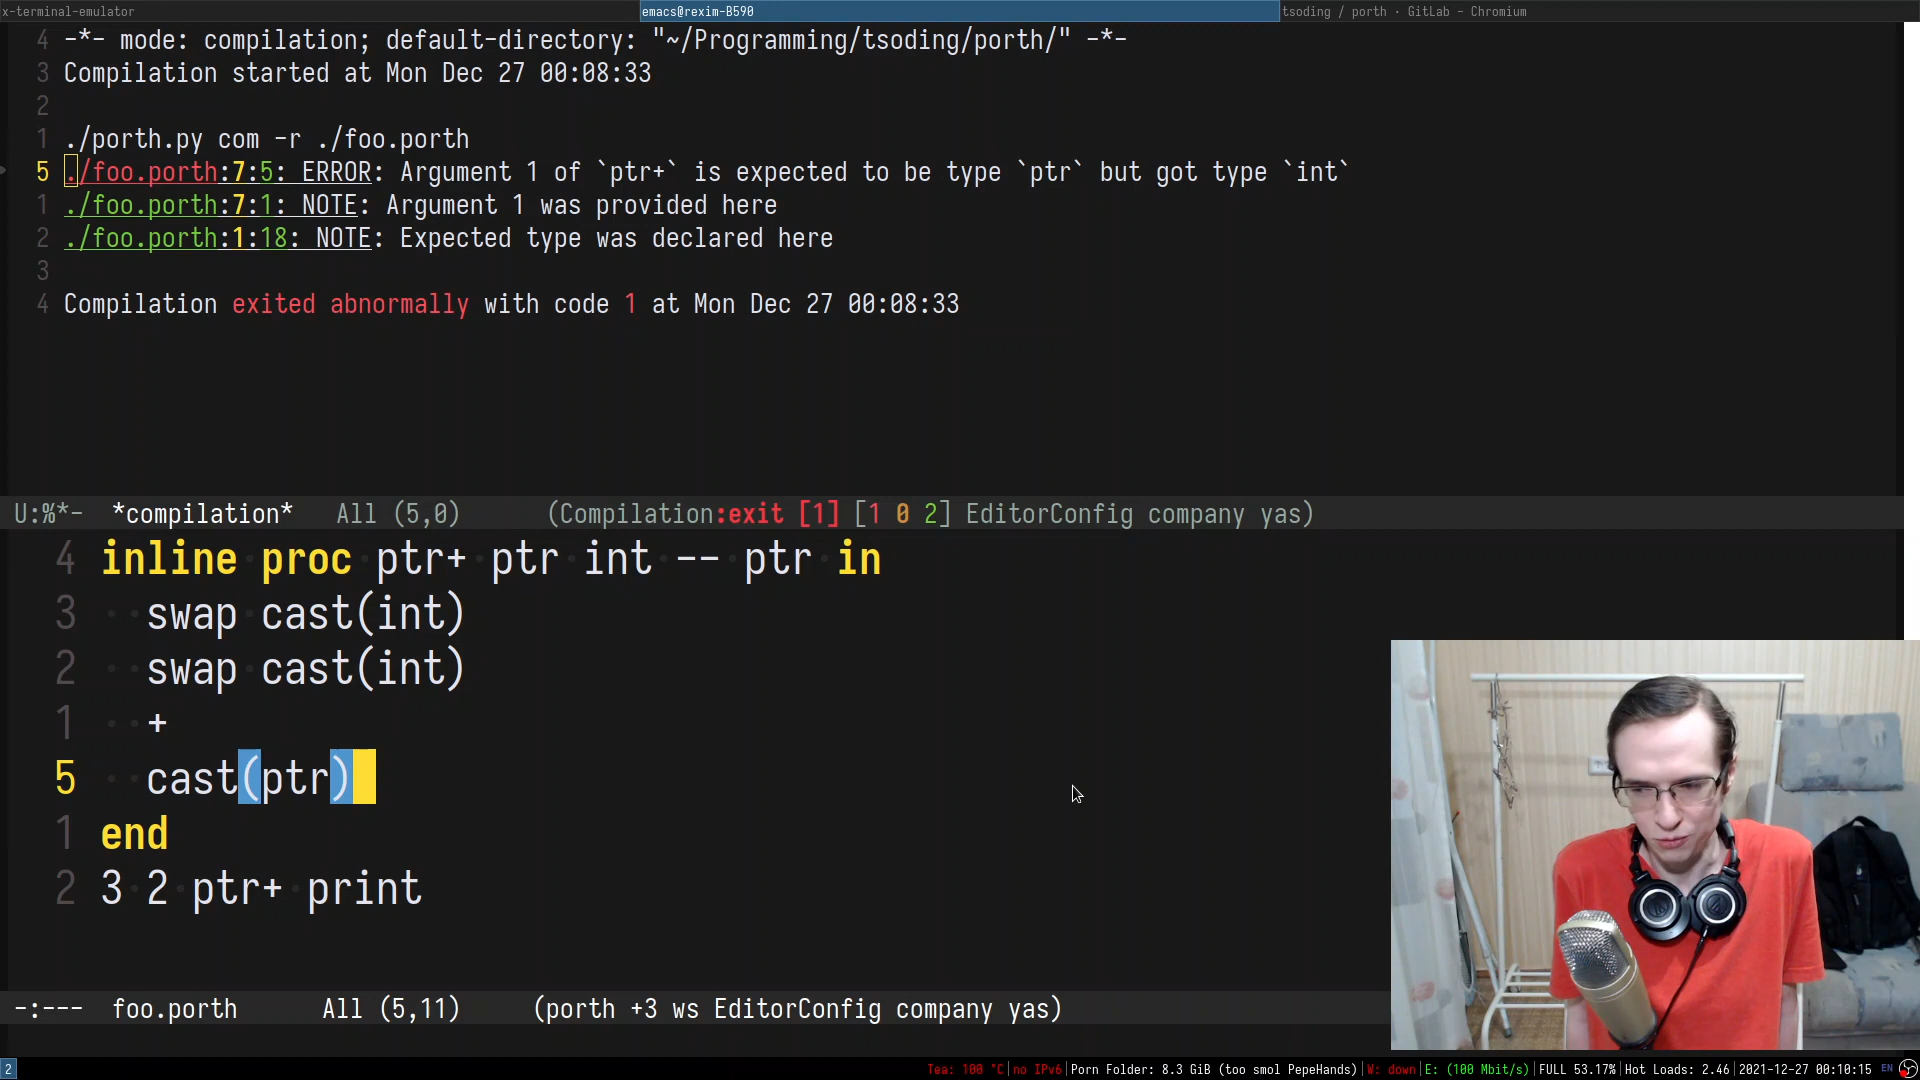 x-terminal-emulator
emacs@rexim-B590
tsoding / porth · GitLab - Chromium
4 -*- mode: compilation; default-directory: "~/Programming/tsoding/porth/" -*-
3 Compilation started at Mon Dec 27 00:08:33
2
1 ./porth.py com -r ./foo.porth
5 ./foo.porth:7:5: ERROR: Argument 1 of `ptr+` is expected to be type `ptr` but got type `int`
1 ./foo.porth:7:1: NOTE: Argument 1 was provided here
2 ./foo.porth:1:18: NOTE: Expected type was declared here
3
4 Compilation exited abnormally with code 1 at Mon Dec 27 00:08:33
U:%*- *compilation* All (5,0) (Compilation:exit [1] [1 0 2] EditorConfig company yas)
4 inline proc ptr+ ptr int -- ptr in
3 swap cast(int)
2 swap cast(int)
1 +
5 cast(ptr)
1 end
2 3 2 ptr+ print
-:--- foo.porth All (5,11) (porth +3 ws EditorConfig company yas)
2 Tea: 100 °C|no IPv6|Porn Folder: 8.3 GiB (too smol PepeHands)|W: down|E: (100 Mbit/s)|FULL 53.17%|Hot Loads: 2.46|2021-12-27 00:10:15 EN